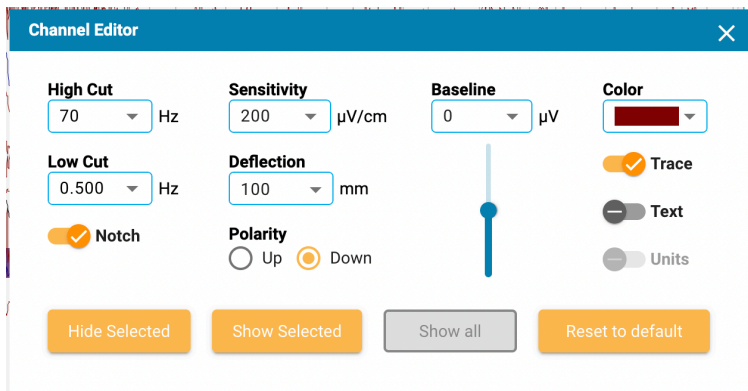 Channel Editor
High Cut Sensitivity Baseline Color
70 Hz 200 µV/cm 0 µV
Low Cut Deflection Trace
0.500 Hz 100 mm
Text
Notch Polarity
Up Down Units
Hide Selected Show Selected Show all Reset to default